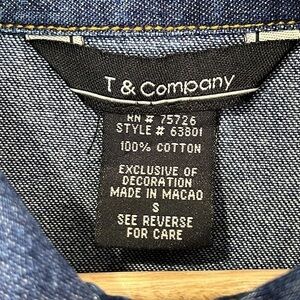 T & Company
RN # 75726
STYLE # 63801
100% COTTON
EXCLUSIVE OF
DECORATION
MADE IN MACAO
S
SEE REVERSE
FOR CARE